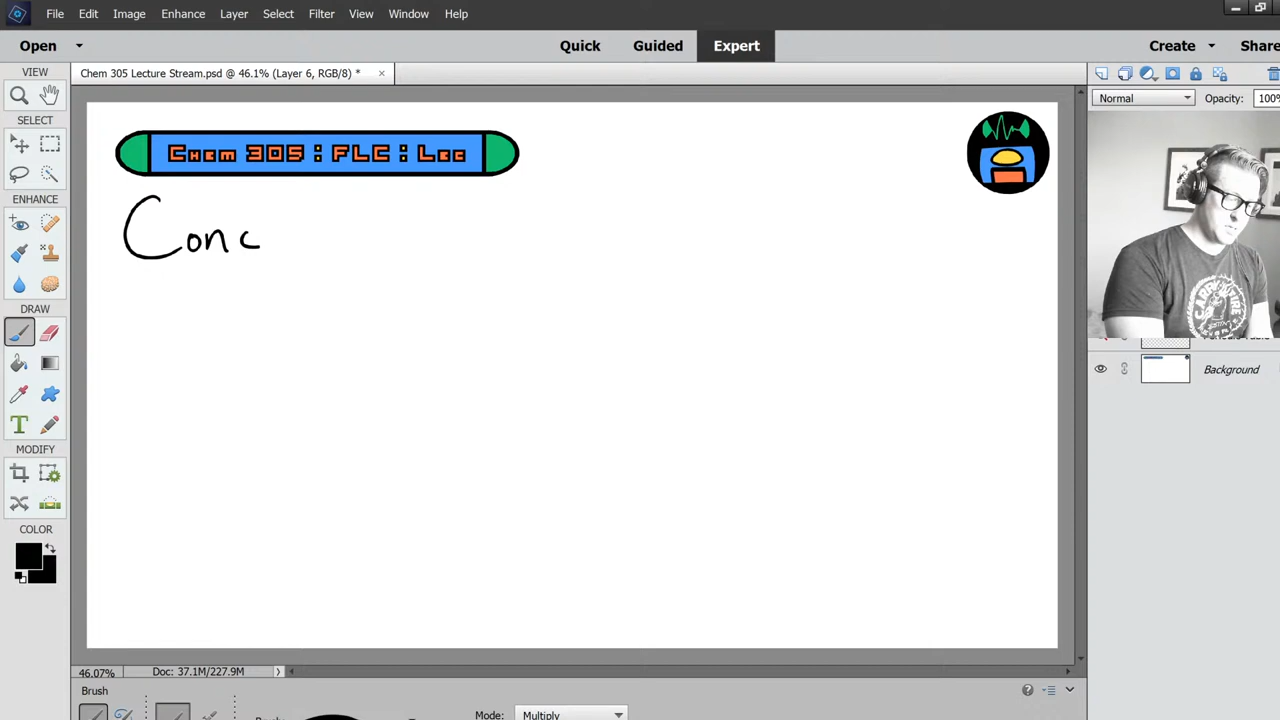 File Edit Image Enhance Layer Select Filter View Window Help
Open Quick Guided Expert Create Share
VIEW
Chem 305 Lecture Stream.psd @ 46.1% (Layer 6, RGB/8) * ×
Normal Opacity: 100%
SELECT
Chem 305 : FLC : Lec
ENHANCE
Conc
CARRY FIRE
DRAW
Background
MODIFY
COLOR
46.07% Doc: 37.1M/227.9M
Brush
Mode: Multiply